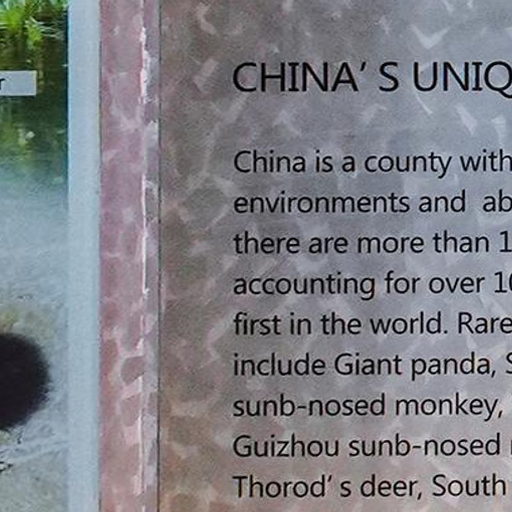 r
CHINA' S UNIQ
China is a county with
environments and ab
there are more than 1
accounting for over 10
first in the world. Rare
include Giant panda, S
sunb-nosed monkey,
Guizhou sunb-nosed
Thorod' s deer, South